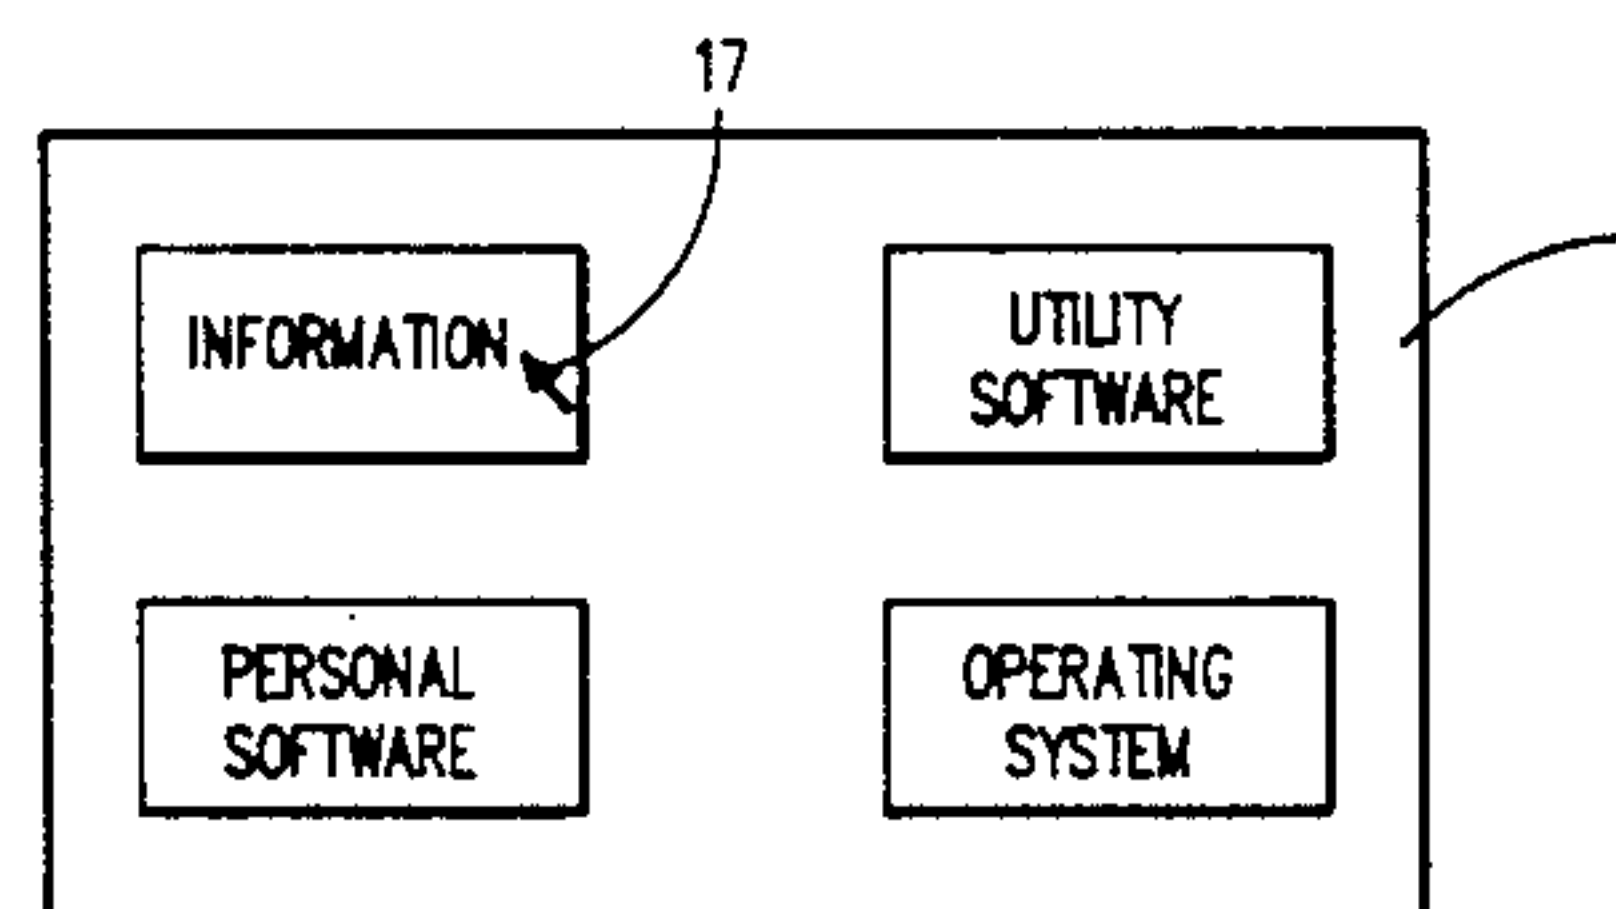 17
INFORMATION
UTILITY
SOFTWARE
PERSONAL
SOFTWARE
OPERATING
SYSTEM